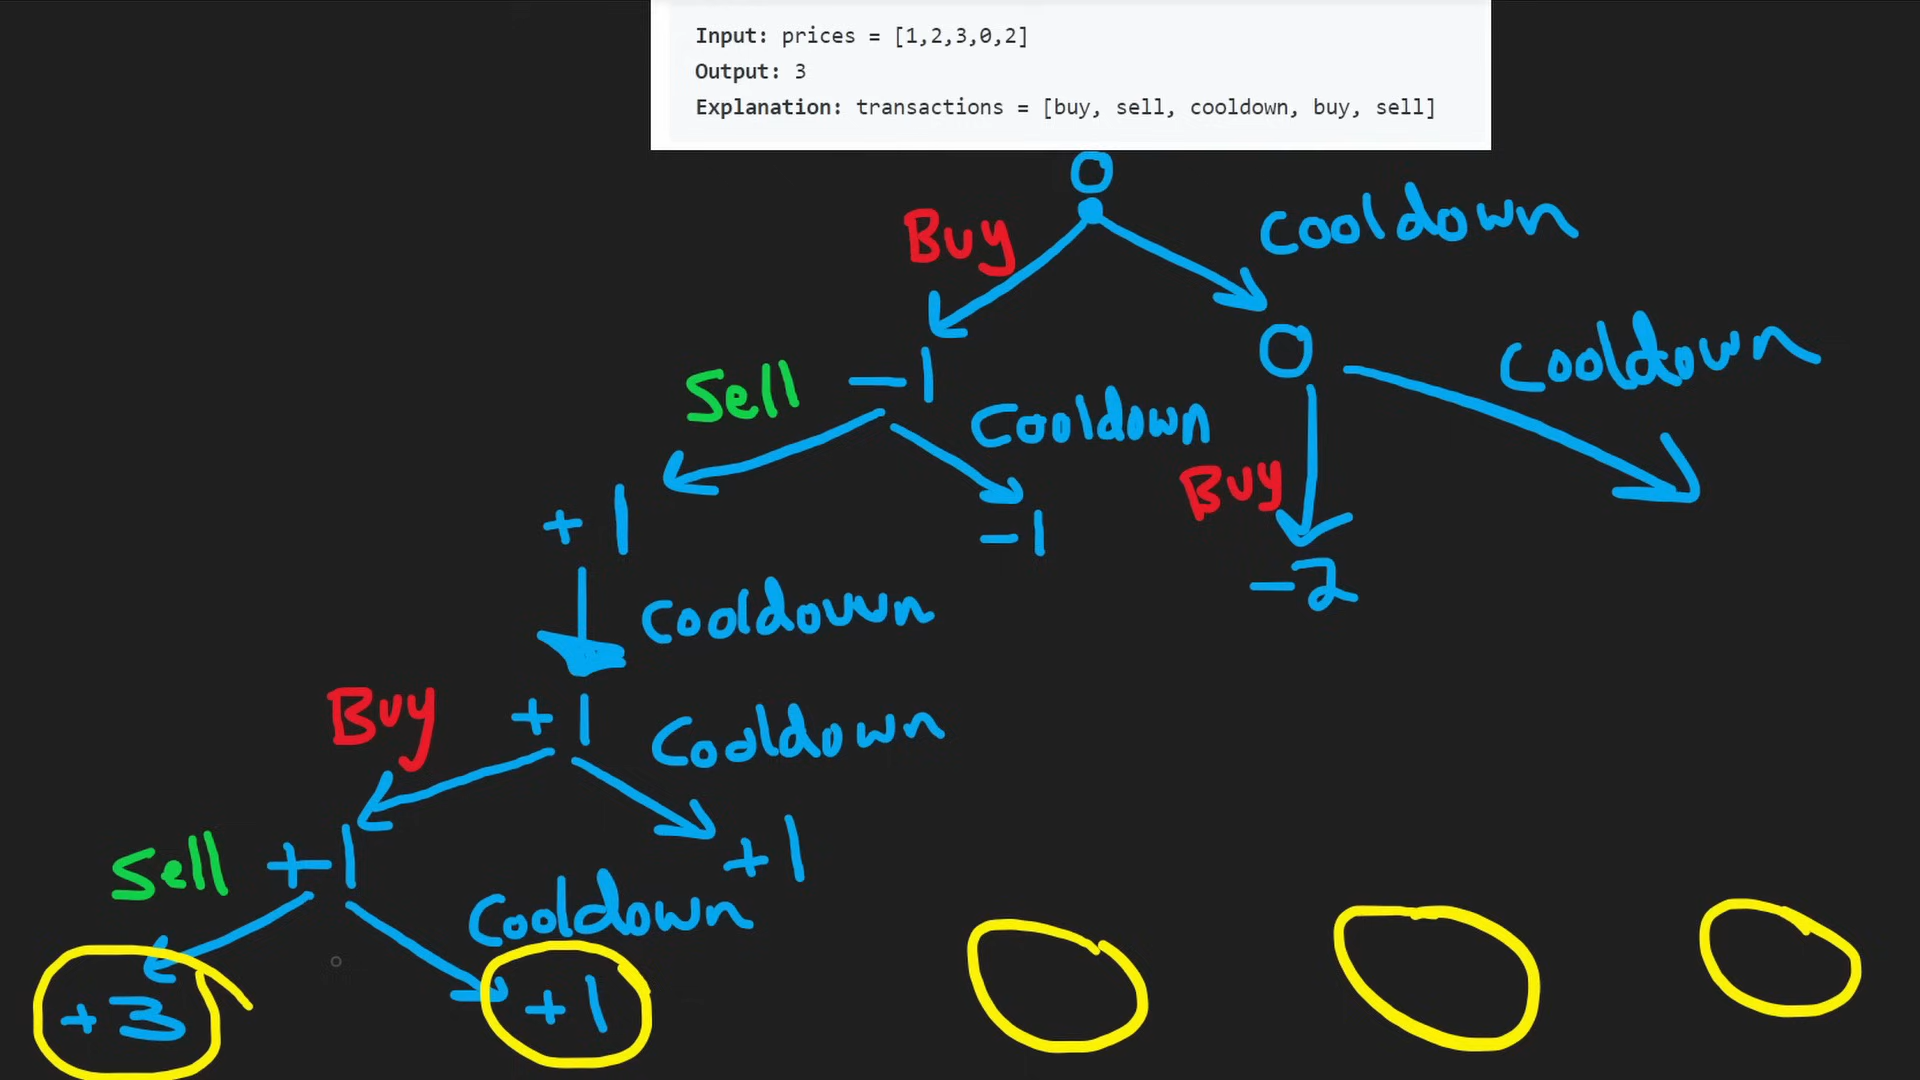 Input: prices = [1,2,3,0,2]
Output: 3
Explanation: transactions = [buy, sell, cooldown, buy, sell]
0
Buy
Cooldown
-1
0
Sell
Cooldown
Cooldown
Buy
+1
-1
-2
Cooldown
Buy
+1
Cooldown
Sell
+1
+1
Cooldown
+3
+1